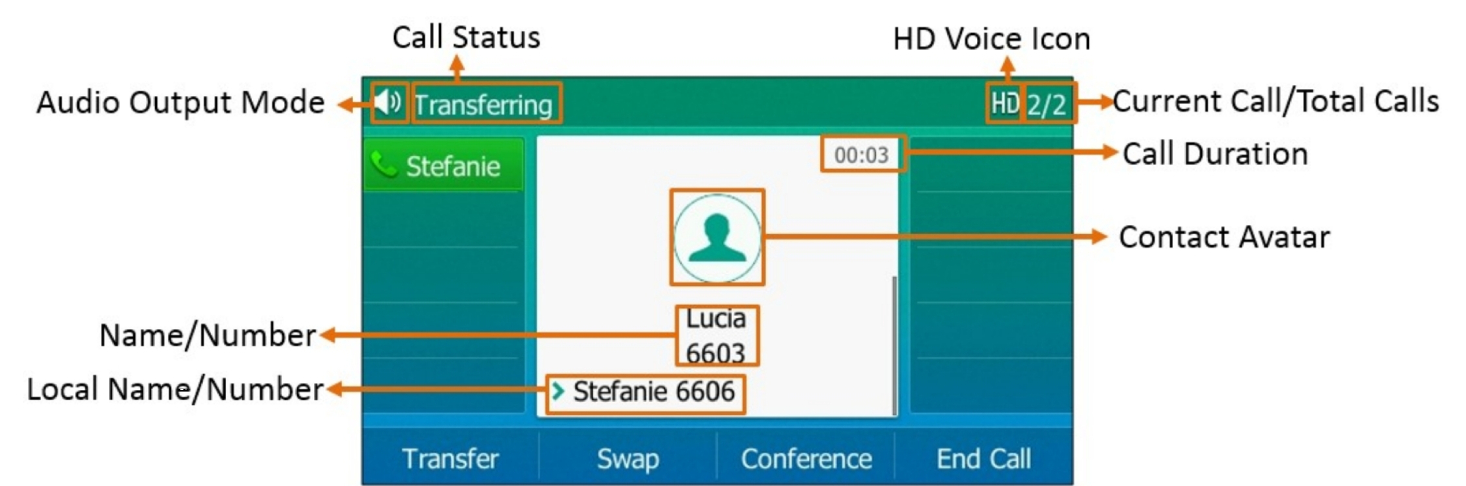 Call Status
HD Voice Icon
Audio Output Mode
Transferring
HD 2/2
Current Call/Total Calls
Stefanie
00:03
Call Duration
Contact Avatar
Name/Number
Lucia
6603
Local Name/Number
> Stefanie 6606
Transfer
Swap
Conference
End Call